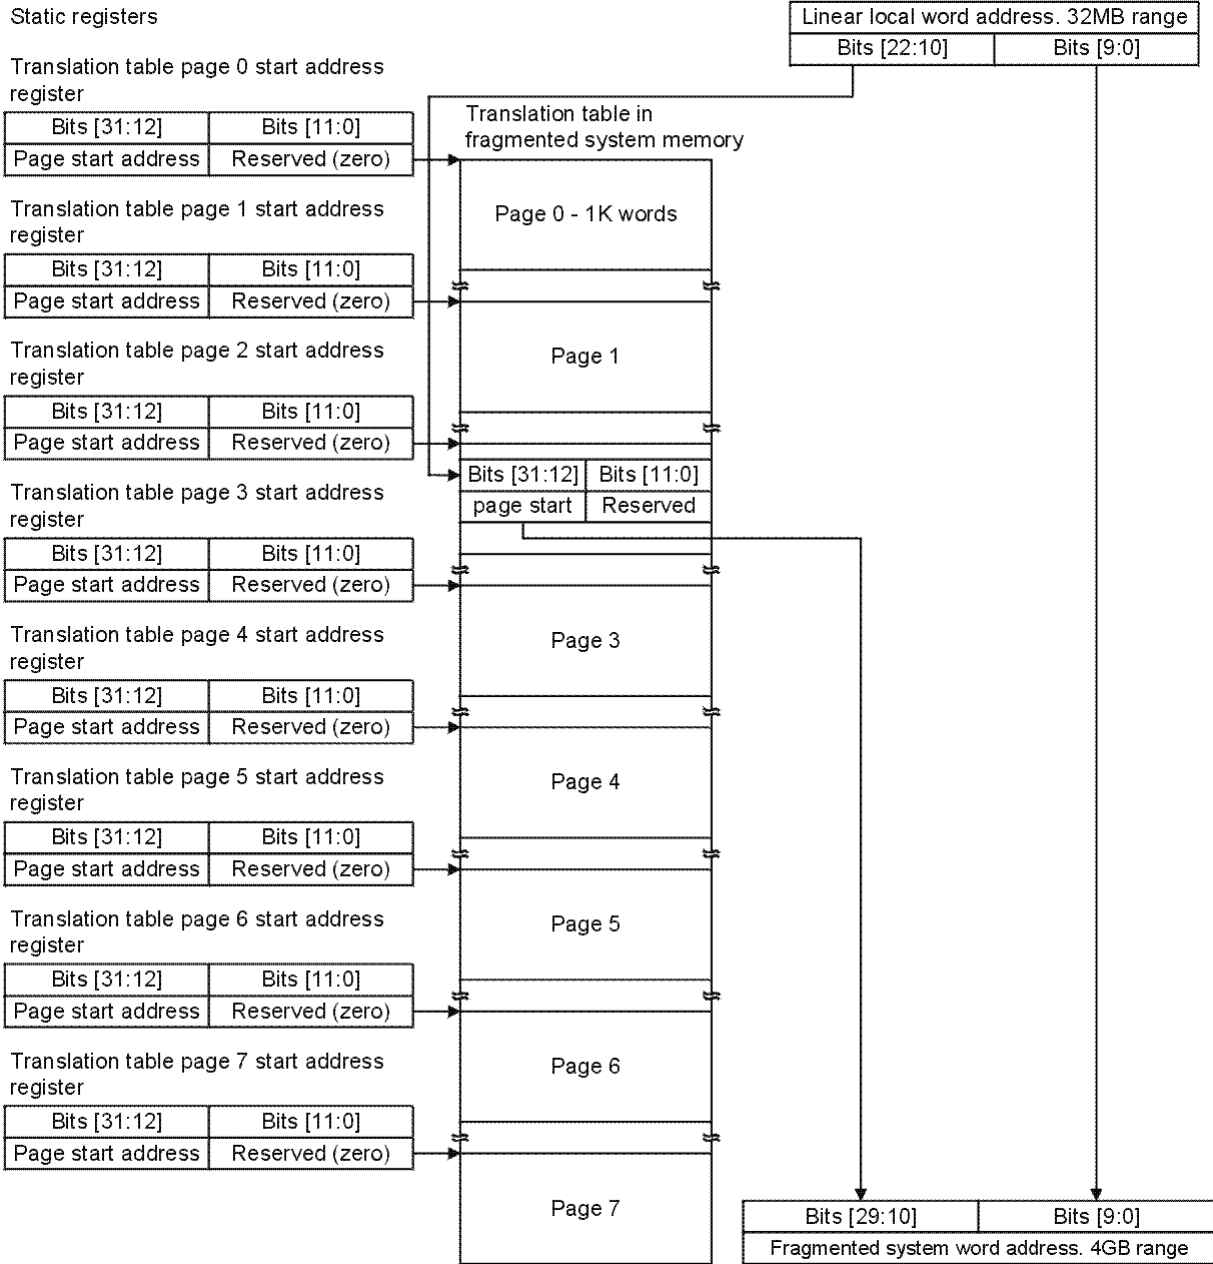 Static registers
Linear local word address. 32MB range
Bits [22:10] Bits [9:0]
Translation table page 0 start address
register
Bits [31:12] Bits [11:0]
Page start address Reserved (zero)
Translation table in
fragmented system memory
Page 0 - 1K words
Translation table page 1 start address
register
Bits [31:12] Bits [11:0]
Page start address Reserved (zero)
Page 1
Translation table page 2 start address
register
Bits [31:12] Bits [11:0]
Page start address Reserved (zero)
Bits [31:12] Bits [11:0]
page start Reserved
Translation table page 3 start address
register
Bits [31:12] Bits [11:0]
Page start address Reserved (zero)
Page 3
Translation table page 4 start address
register
Bits [31:12] Bits [11:0]
Page start address Reserved (zero)
Page 4
Translation table page 5 start address
register
Bits [31:12] Bits [11:0]
Page start address Reserved (zero)
Page 5
Translation table page 6 start address
register
Bits [31:12] Bits [11:0]
Page start address Reserved (zero)
Page 6
Translation table page 7 start address
register
Bits [31:12] Bits [11:0]
Page start address Reserved (zero)
Page 7
Bits [29:10] Bits [9:0]
Fragmented system word address. 4GB range